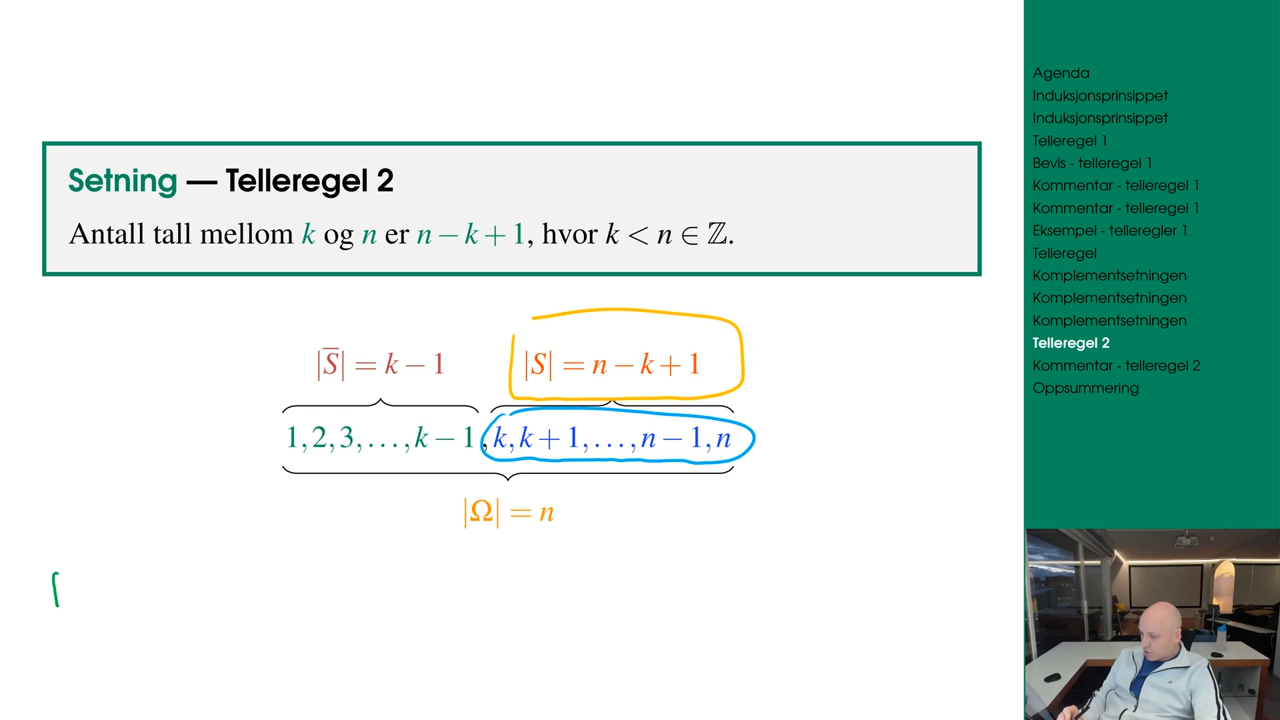 Setning — Telleregel 2
Antall tall mellom k og n er n − k + 1, hvor k < n ∈ ℤ.
|S̅| = k − 1
|S| = n − k + 1
1, 2, 3, . . . , k − 1, k, k + 1, . . . , n − 1, n
|Ω| = n
Agenda
Induksjonsprinsippet
Induksjonsprinsippet
Telleregel 1
Bevis - telleregel 1
Kommentar - telleregel 1
Kommentar - telleregel 1
Eksempel - telleregler 1
Telleregel
Komplementsetningen
Komplementsetningen
Komplementsetningen
Telleregel 2
Kommentar - telleregel 2
Oppsummering